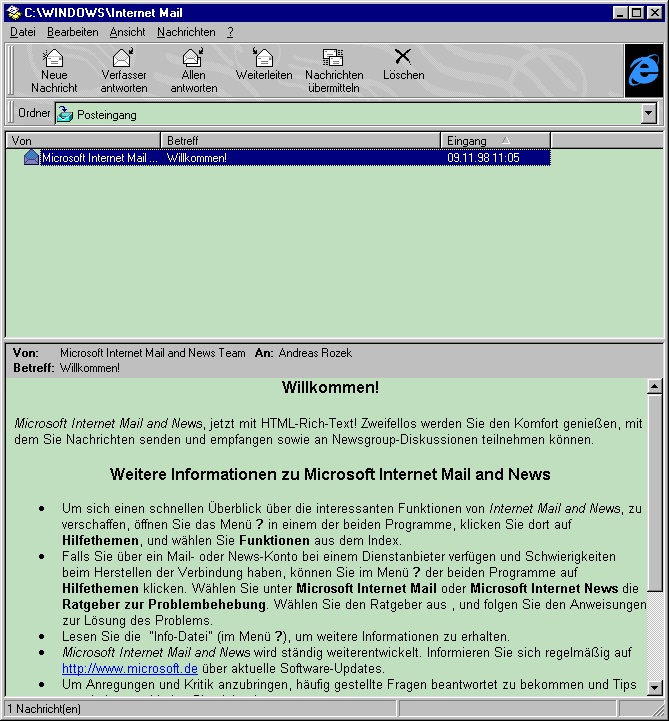 C:\WINDOWS\Internet Mail
Datei Bearbeiten Ansicht Nachrichten ?
Neue Nachricht Verfasser antworten Allen antworten Weiterleiten Nachrichten übermitteln Löschen
Ordner Posteingang
Von Betreff Eingang
Microsoft Internet Mail ... Willkommen! 09.11.98 11:05
Von: Microsoft Internet Mail and News Team An: Andreas Rozek
Betreff: Willkommen!
Willkommen!
Microsoft Internet Mail and News, jetzt mit HTML-Rich-Text! Zweifellos werden Sie den Komfort genießen, mit
dem Sie Nachrichten senden und empfangen sowie an Newsgroup-Diskussionen teilnehmen können.
Weitere Informationen zu Microsoft Internet Mail and News
• Um sich einen schnellen Überblick über die interessanten Funktionen von Internet Mail and News, zu
verschaffen, öffnen Sie das Menü ? in einem der beiden Programme, klicken Sie dort auf
Hilfethemen, und wählen Sie Funktionen aus dem Index.
• Falls Sie über ein Mail- oder News-Konto bei einem Dienstanbieter verfügen und Schwierigkeiten
beim Herstellen der Verbindung haben, können Sie im Menü ? der beiden Programme auf
Hilfethemen klicken. Wählen Sie unter Microsoft Internet Mail oder Microsoft Internet News die
Ratgeber zur Problembehebung. Wählen Sie den Ratgeber aus , und folgen Sie den Anweisungen
zur Lösung des Problems.
• Lesen Sie die "Info-Datei" (im Menü ?), um weitere Informationen zu erhalten.
• Microsoft Internet Mail and News wird ständig weiterentwickelt. Informieren Sie sich regelmäßig auf
http://www.microsoft.de über aktuelle Software-Updates.
• Um Anregungen und Kritik anzubringen, häufig gestellte Fragen beantwortet zu bekommen und Tips
1 Nachricht(en)